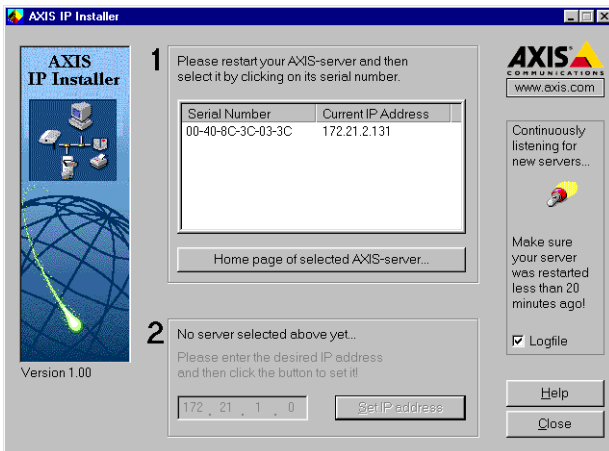 AXIS IP Installer
AXIS
IP Installer
Version 1.00
1
Please restart your AXIS-server and then
select it by clicking on its serial number.
Serial Number Current IP Address
00-40-8C-3C-03-3C 172.21.2.131
Home page of selected AXIS-server...
2
No server selected above yet...
Please enter the desired IP address
and then click the button to set it!
172 . 21 . 1 . 0
Set IP address
AXIS
COMMUNICATIONS
www.axis.com
Continuously
listening for
new servers...
Make sure
your server
was restarted
less than 20
minutes ago!
Logfile
Help
Close